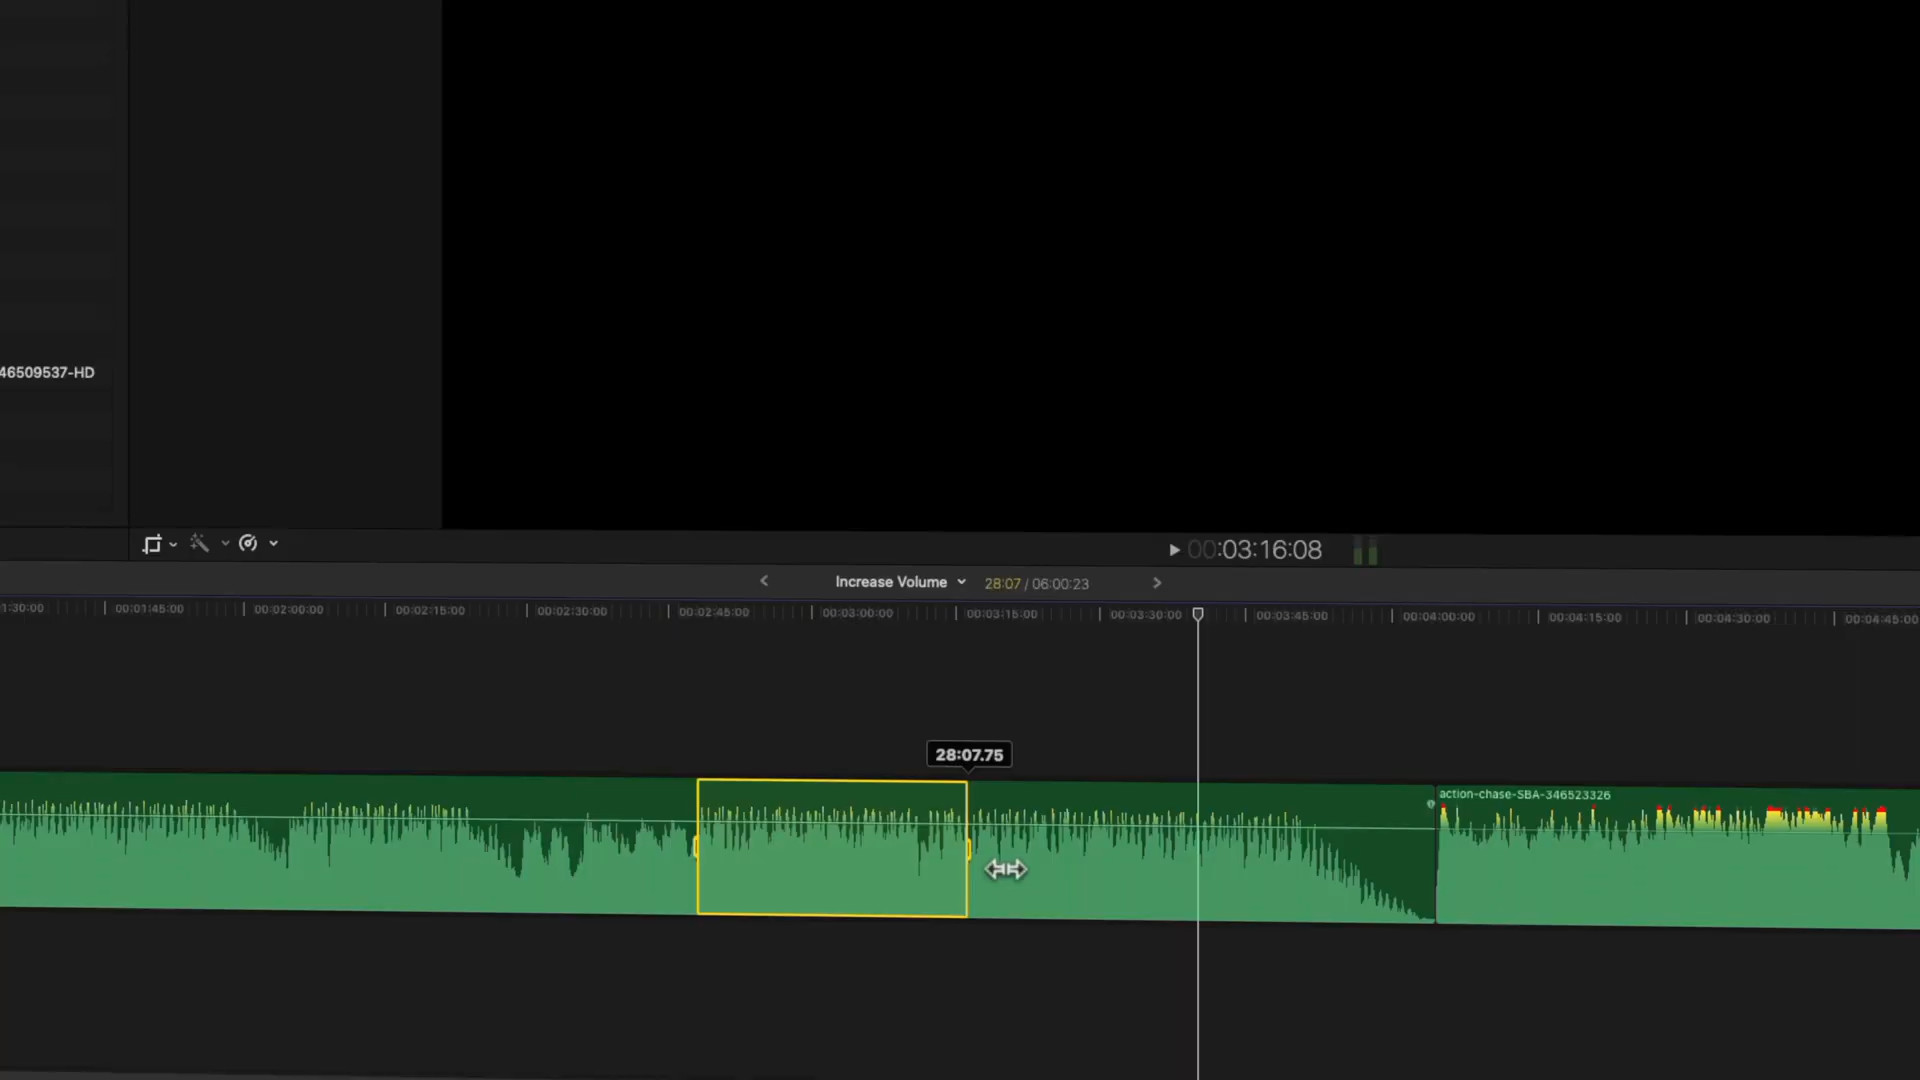 46509537-HD
00:03:16:08
Increase Volume 28:07 / 06:00:23
1:30:00 00:01:45:00 00:02:00:00 00:02:15:00 00:02:30:00 00:02:45:00 00:03:00:00 00:03:15:00 00:03:30:00 00:03:45:00 00:04:00:00 00:04:15:00 00:04:30:00 00:04:45:00
28:07.75
action-chase-SBA-346523326